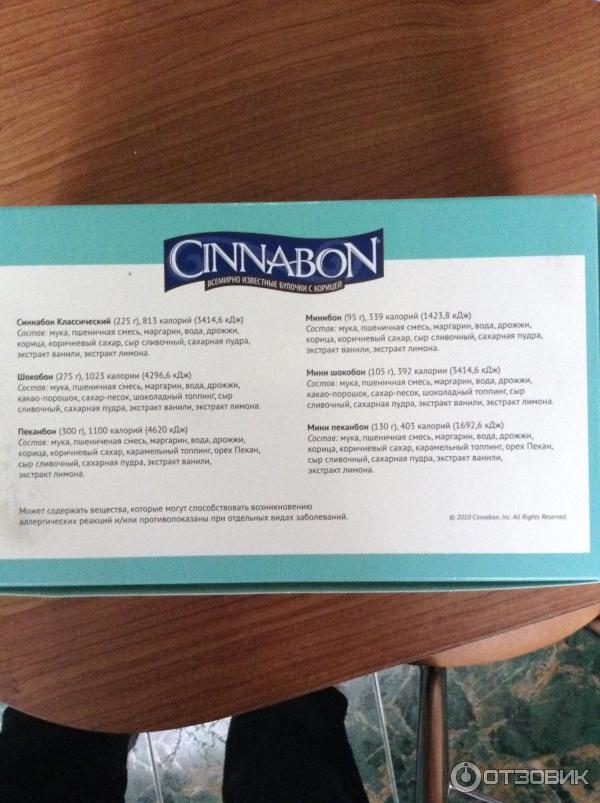 CINNABON®
ВСЕМИРНО ИЗВЕСТНЫЕ БУЛОЧКИ С КОРИЦЕЙ
Синнабон Классический (225 г), 813 калорий (3414,6 кДж)
Состав: мука, пшеничная смесь, маргарин, вода, дрожжи,
корица, коричневый сахар, сыр сливочный, сахарная пудра,
экстракт ванили, экстракт лимона.
Шокобон (275 г), 1023 калории (4296,6 кДж)
Состав: мука, пшеничная смесь, маргарин, вода, дрожжи,
какао-порошок, сахар-песок, шоколадный топпинг, сыр
сливочный, сахарная пудра, экстракт ванили, экстракт лимона.
Пеканбон (300 г), 1100 калорий (4620 кДж)
Состав: мука, пшеничная смесь, маргарин, вода, дрожжи,
корица, коричневый сахар, карамельный топпинг, орех Пекан,
сыр сливочный, сахарная пудра, экстракт ванили,
экстракт лимона.
Минибон (95 г), 339 калорий (1423,8 кДж)
Состав: мука, пшеничная смесь, маргарин, вода, дрожжи,
корица, коричневый сахар, сыр сливочный, сахарная пудра,
экстракт ванили, экстракт лимона.
Мини шокобон (105 г), 392 калории (3414,6 кДж)
Состав: мука, пшеничная смесь, маргарин, вода, дрожжи,
какао-порошок, сахар-песок, шоколадный топпинг, сыр
сливочный, сахарная пудра, экстракт ванили, экстракт лимона.
Мини пеканбон (130 г), 403 калории (1692,6 кДж)
Состав: мука, пшеничная смесь, маргарин, вода, дрожжи,
корица, коричневый сахар, карамельный топпинг, орех Пекан,
сыр сливочный, сахарная пудра, экстракт ванили,
экстракт лимона.
Может содержать вещества, которые могут способствовать возникновению
аллергических реакций и/или противопоказаны при отдельных видах заболеваний.
© 2010 Cinnabon, Inc. All Rights Reserved.
ОТЗОВИК